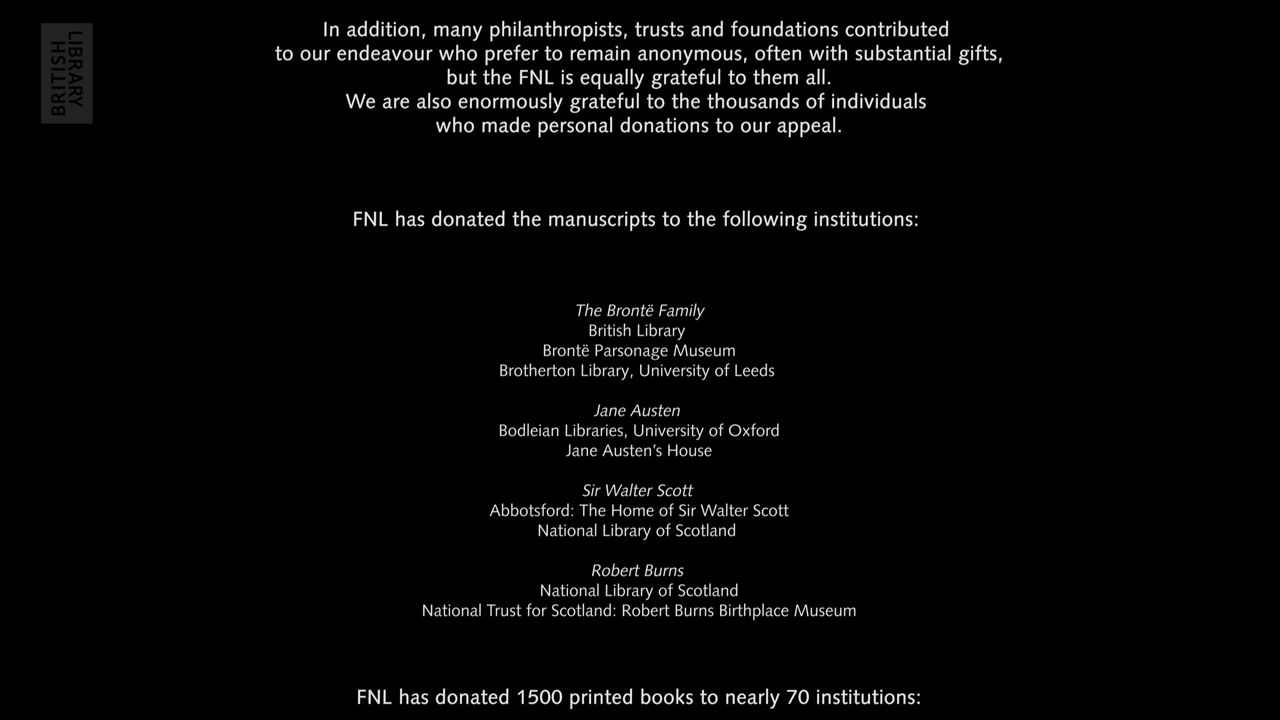 BRITISH
LIBRARY
In addition, many philanthropists, trusts and foundations contributed
to our endeavour who prefer to remain anonymous, often with substantial gifts,
but the FNL is equally grateful to them all.
We are also enormously grateful to the thousands of individuals
who made personal donations to our appeal.
FNL has donated the manuscripts to the following institutions:
The Brontë Family
British Library
Brontë Parsonage Museum
Brotherton Library, University of Leeds
Jane Austen
Bodleian Libraries, University of Oxford
Jane Austen’s House
Sir Walter Scott
Abbotsford: The Home of Sir Walter Scott
National Library of Scotland
Robert Burns
National Library of Scotland
National Trust for Scotland: Robert Burns Birthplace Museum
FNL has donated 1500 printed books to nearly 70 institutions: